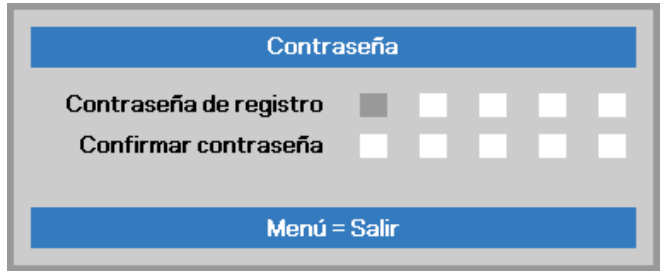 Contraseña
Contraseña de registro
Confirmar contraseña
Menú = Salir